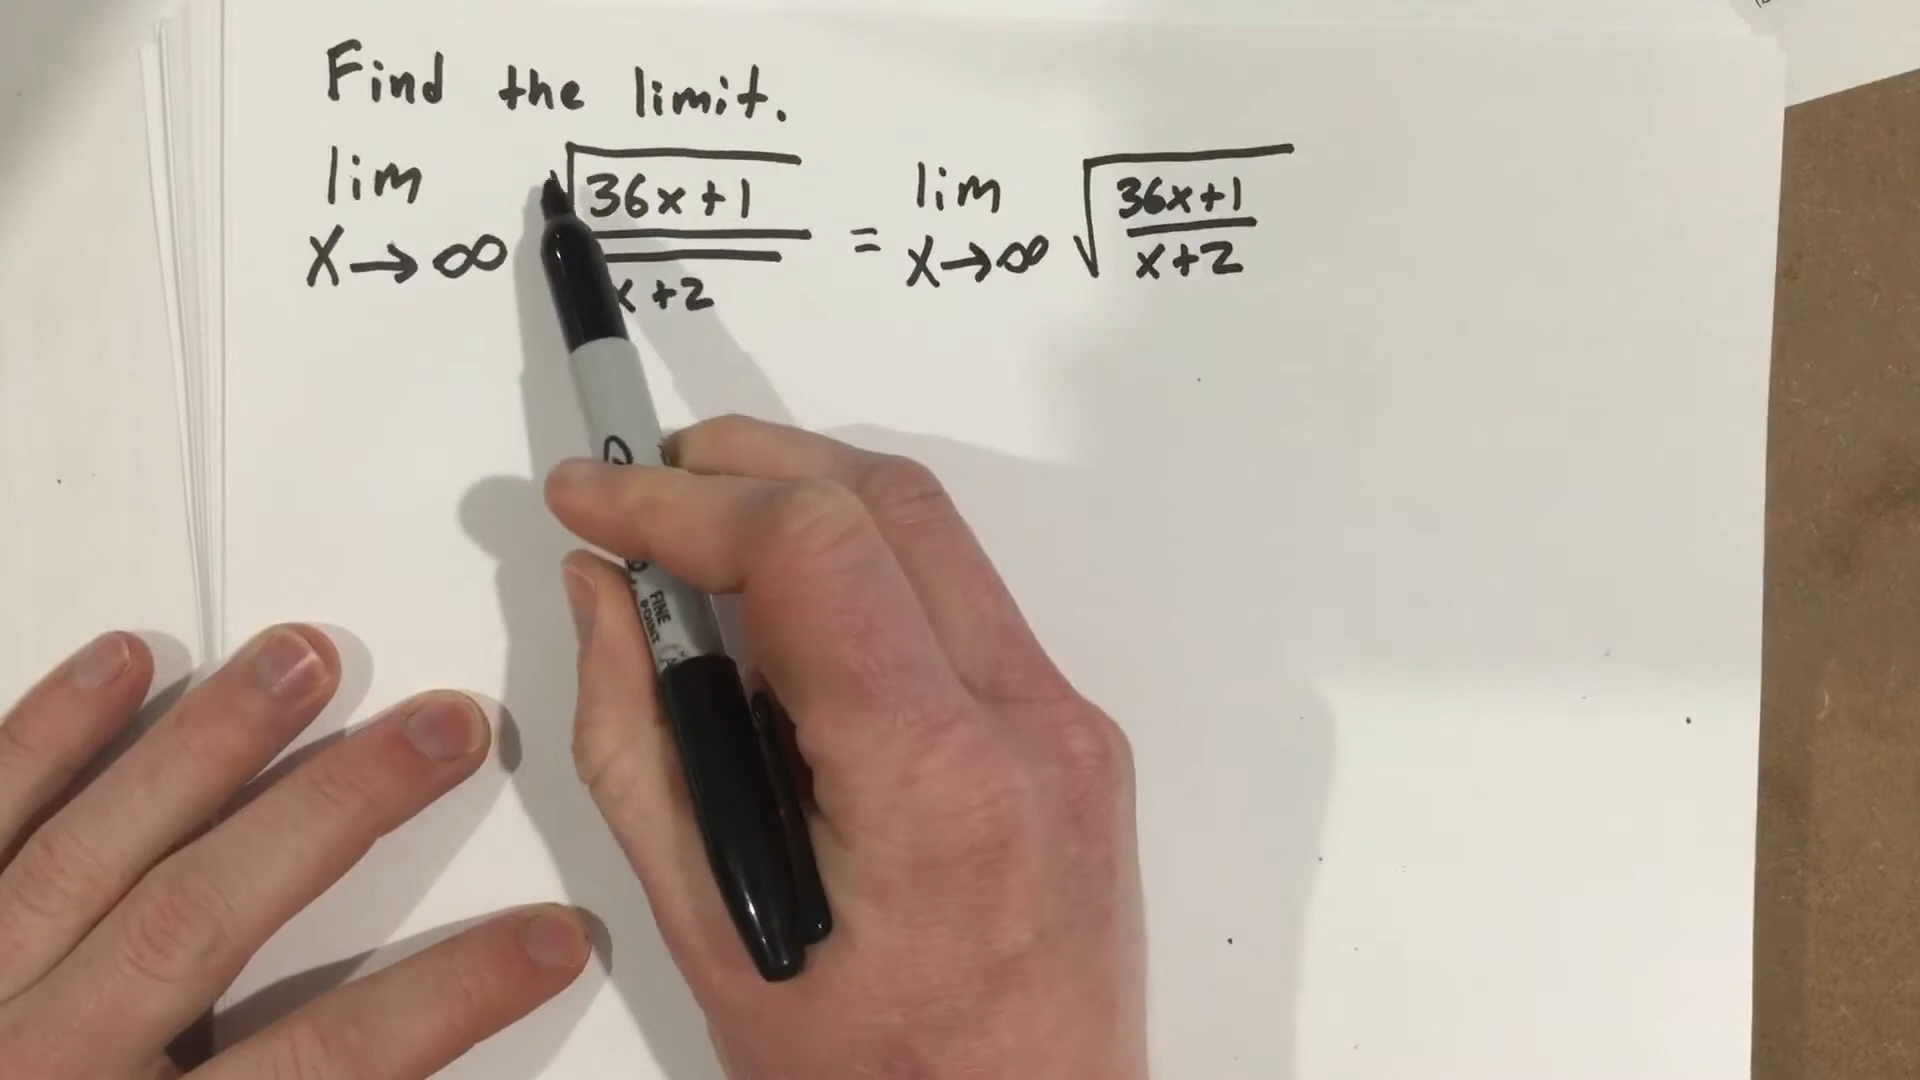 Find the limit.
lim x→∞ √(36x+1) / √(x+2) = lim x→∞ √((36x+1)/(x+2))
FINE
POINT